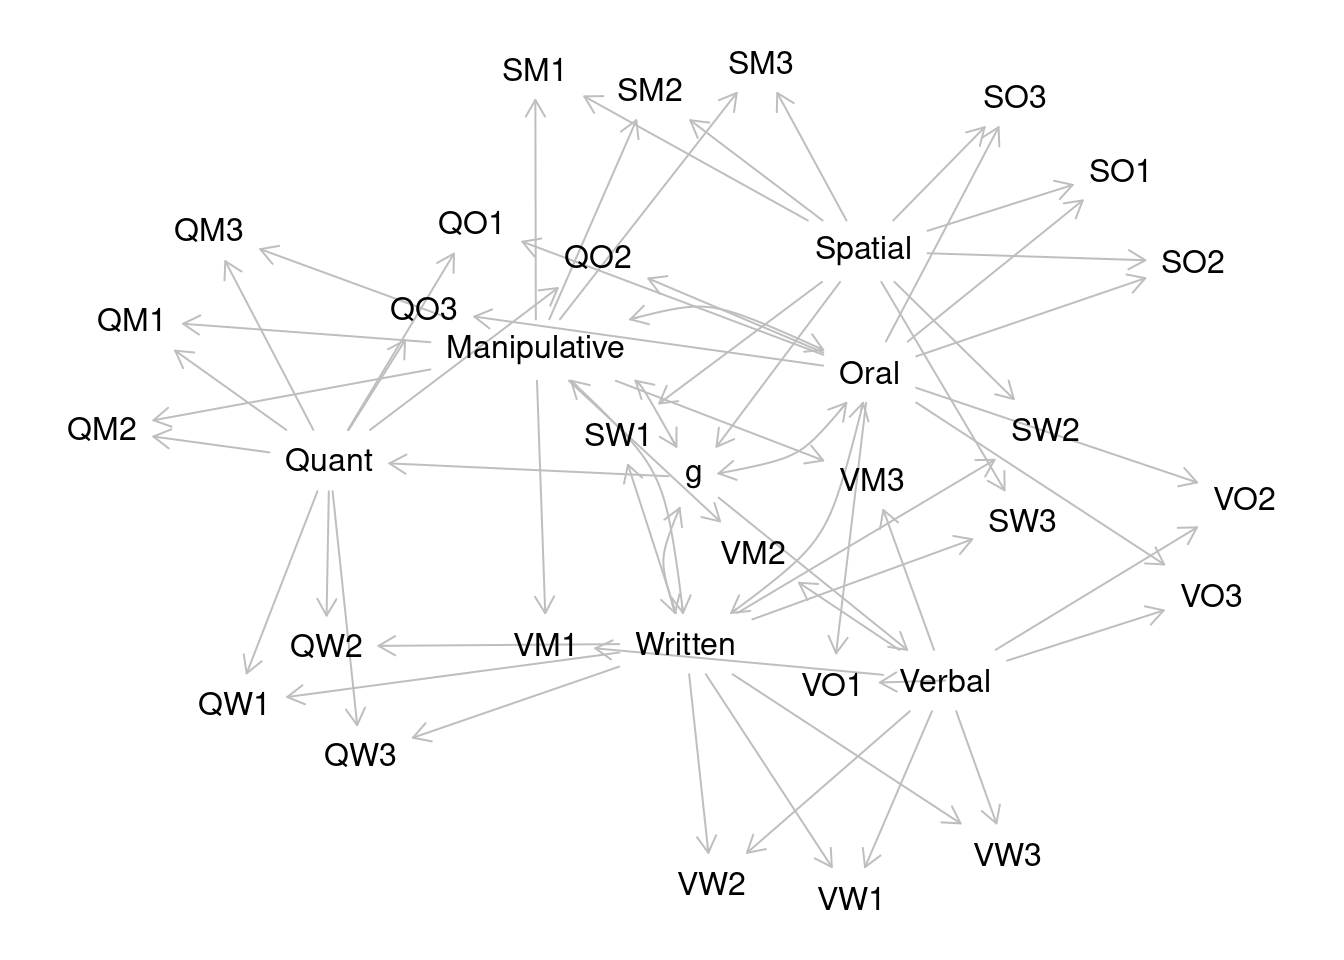 SM3
SM1
SM2
SO3
SO1
QO1
QM3
Spatial
QO2
SO2
QO3
QM1
Manipulative
Oral
QM2
SW2
SW1
Quant
g
VM3
VO2
SW3
VM2
VO3
Written
VM1
QW2
Verbal
VO1
QW1
QW3
VW3
VW2
VW1